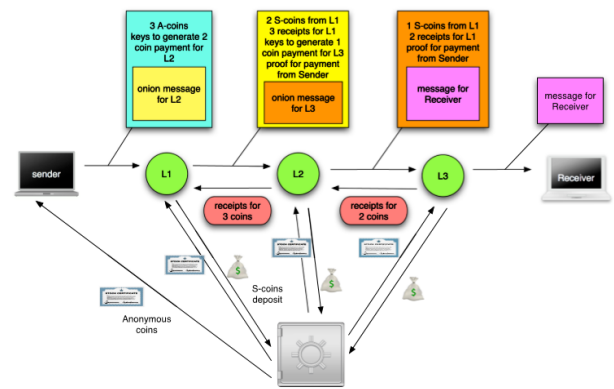 3 A-coins
keys to generate 2
coin payment for
L2
onion message
for L2
2 S-coins from L1
3 receipts for L1
keys to generate 1
coin payment for L3
proof for payment
from Sender
onion message
for L3
1 S-coins from L1
2 receipts for L1
proof for payment
from Sender
message for
Receiver
message for
Receiver
sender
L1
L2
L3
Receiver
receipts for
3 coins
receipts for
2 coins
S-coins
deposit
Anonymous
coins